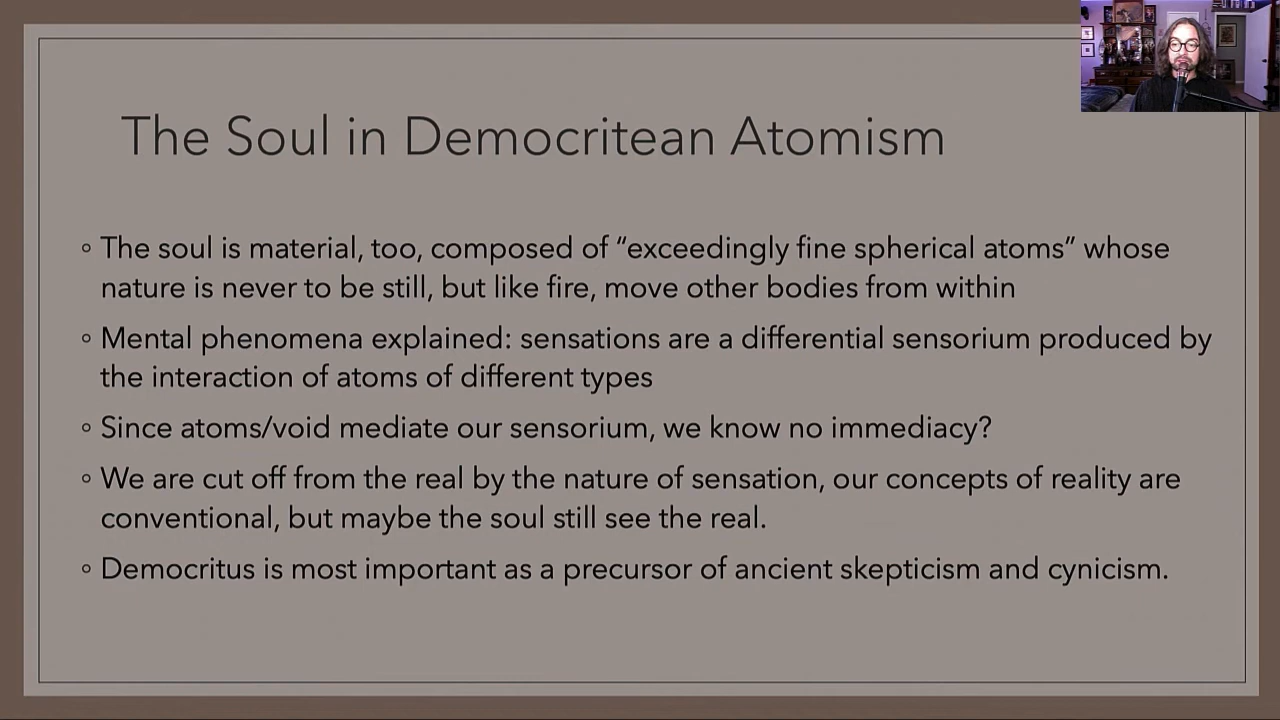 The Soul in Democritean Atomism
◦ The soul is material, too, composed of “exceedingly fine spherical atoms” whose
nature is never to be still, but like fire, move other bodies from within
◦ Mental phenomena explained: sensations are a differential sensorium produced by
the interaction of atoms of different types
◦ Since atoms/void mediate our sensorium, we know no immediacy?
◦ We are cut off from the real by the nature of sensation, our concepts of reality are
conventional, but maybe the soul still see the real.
◦ Democritus is most important as a precursor of ancient skepticism and cynicism.